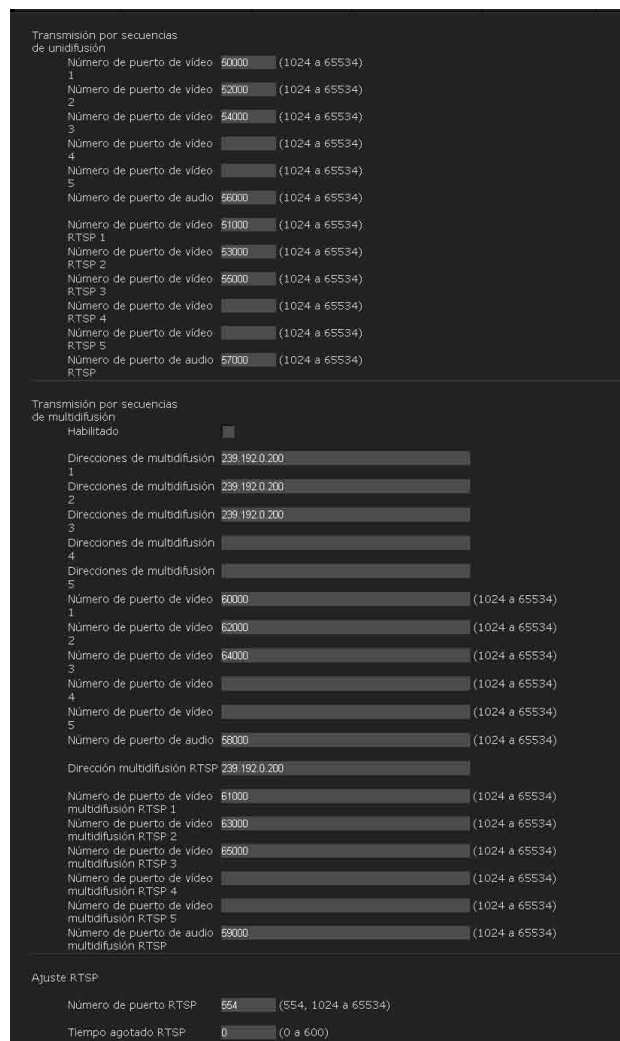 Transmisión por secuencias
de unidifusión
Número de puerto de vídeo 50000 (1024 a 65534)
1
Número de puerto de vídeo 52000 (1024 a 65534)
2
Número de puerto de vídeo 54000 (1024 a 65534)
3
Número de puerto de vídeo (1024 a 65534)
4
Número de puerto de vídeo (1024 a 65534)
5
Número de puerto de audio 56000 (1024 a 65534)
Número de puerto de vídeo 51000 (1024 a 65534)
RTSP 1
Número de puerto de vídeo 53000 (1024 a 65534)
RTSP 2
Número de puerto de vídeo 55000 (1024 a 65534)
RTSP 3
Número de puerto de vídeo (1024 a 65534)
RTSP 4
Número de puerto de vídeo (1024 a 65534)
RTSP 5
Número de puerto de audio 57000 (1024 a 65534)
RTSP
Transmisión por secuencias
de multidifusión
Habilitado
Direcciones de multidifusión 239.192.0.200
1
Direcciones de multidifusión 239.192.0.200
2
Direcciones de multidifusión 239.192.0.200
3
Direcciones de multidifusión
4
Direcciones de multidifusión
5
Número de puerto de vídeo 60000 (1024 a 65534)
1
Número de puerto de vídeo 62000 (1024 a 65534)
2
Número de puerto de vídeo 64000 (1024 a 65534)
3
Número de puerto de vídeo (1024 a 65534)
4
Número de puerto de vídeo (1024 a 65534)
5
Número de puerto de audio 58000 (1024 a 65534)
Dirección multidifusión RTSP 239.192.0.200
Número de puerto de vídeo 61000 (1024 a 65534)
multidifusión RTSP 1
Número de puerto de vídeo 63000 (1024 a 65534)
multidifusión RTSP 2
Número de puerto de vídeo 65000 (1024 a 65534)
multidifusión RTSP 3
Número de puerto de vídeo (1024 a 65534)
multidifusión RTSP 4
Número de puerto de vídeo (1024 a 65534)
multidifusión RTSP 5
Número de puerto de audio 59000 (1024 a 65534)
multidifusión RTSP
Ajuste RTSP
Número de puerto RTSP 554 (554, 1024 a 65534)
Tiempo agotado RTSP 0 (0 a 600)